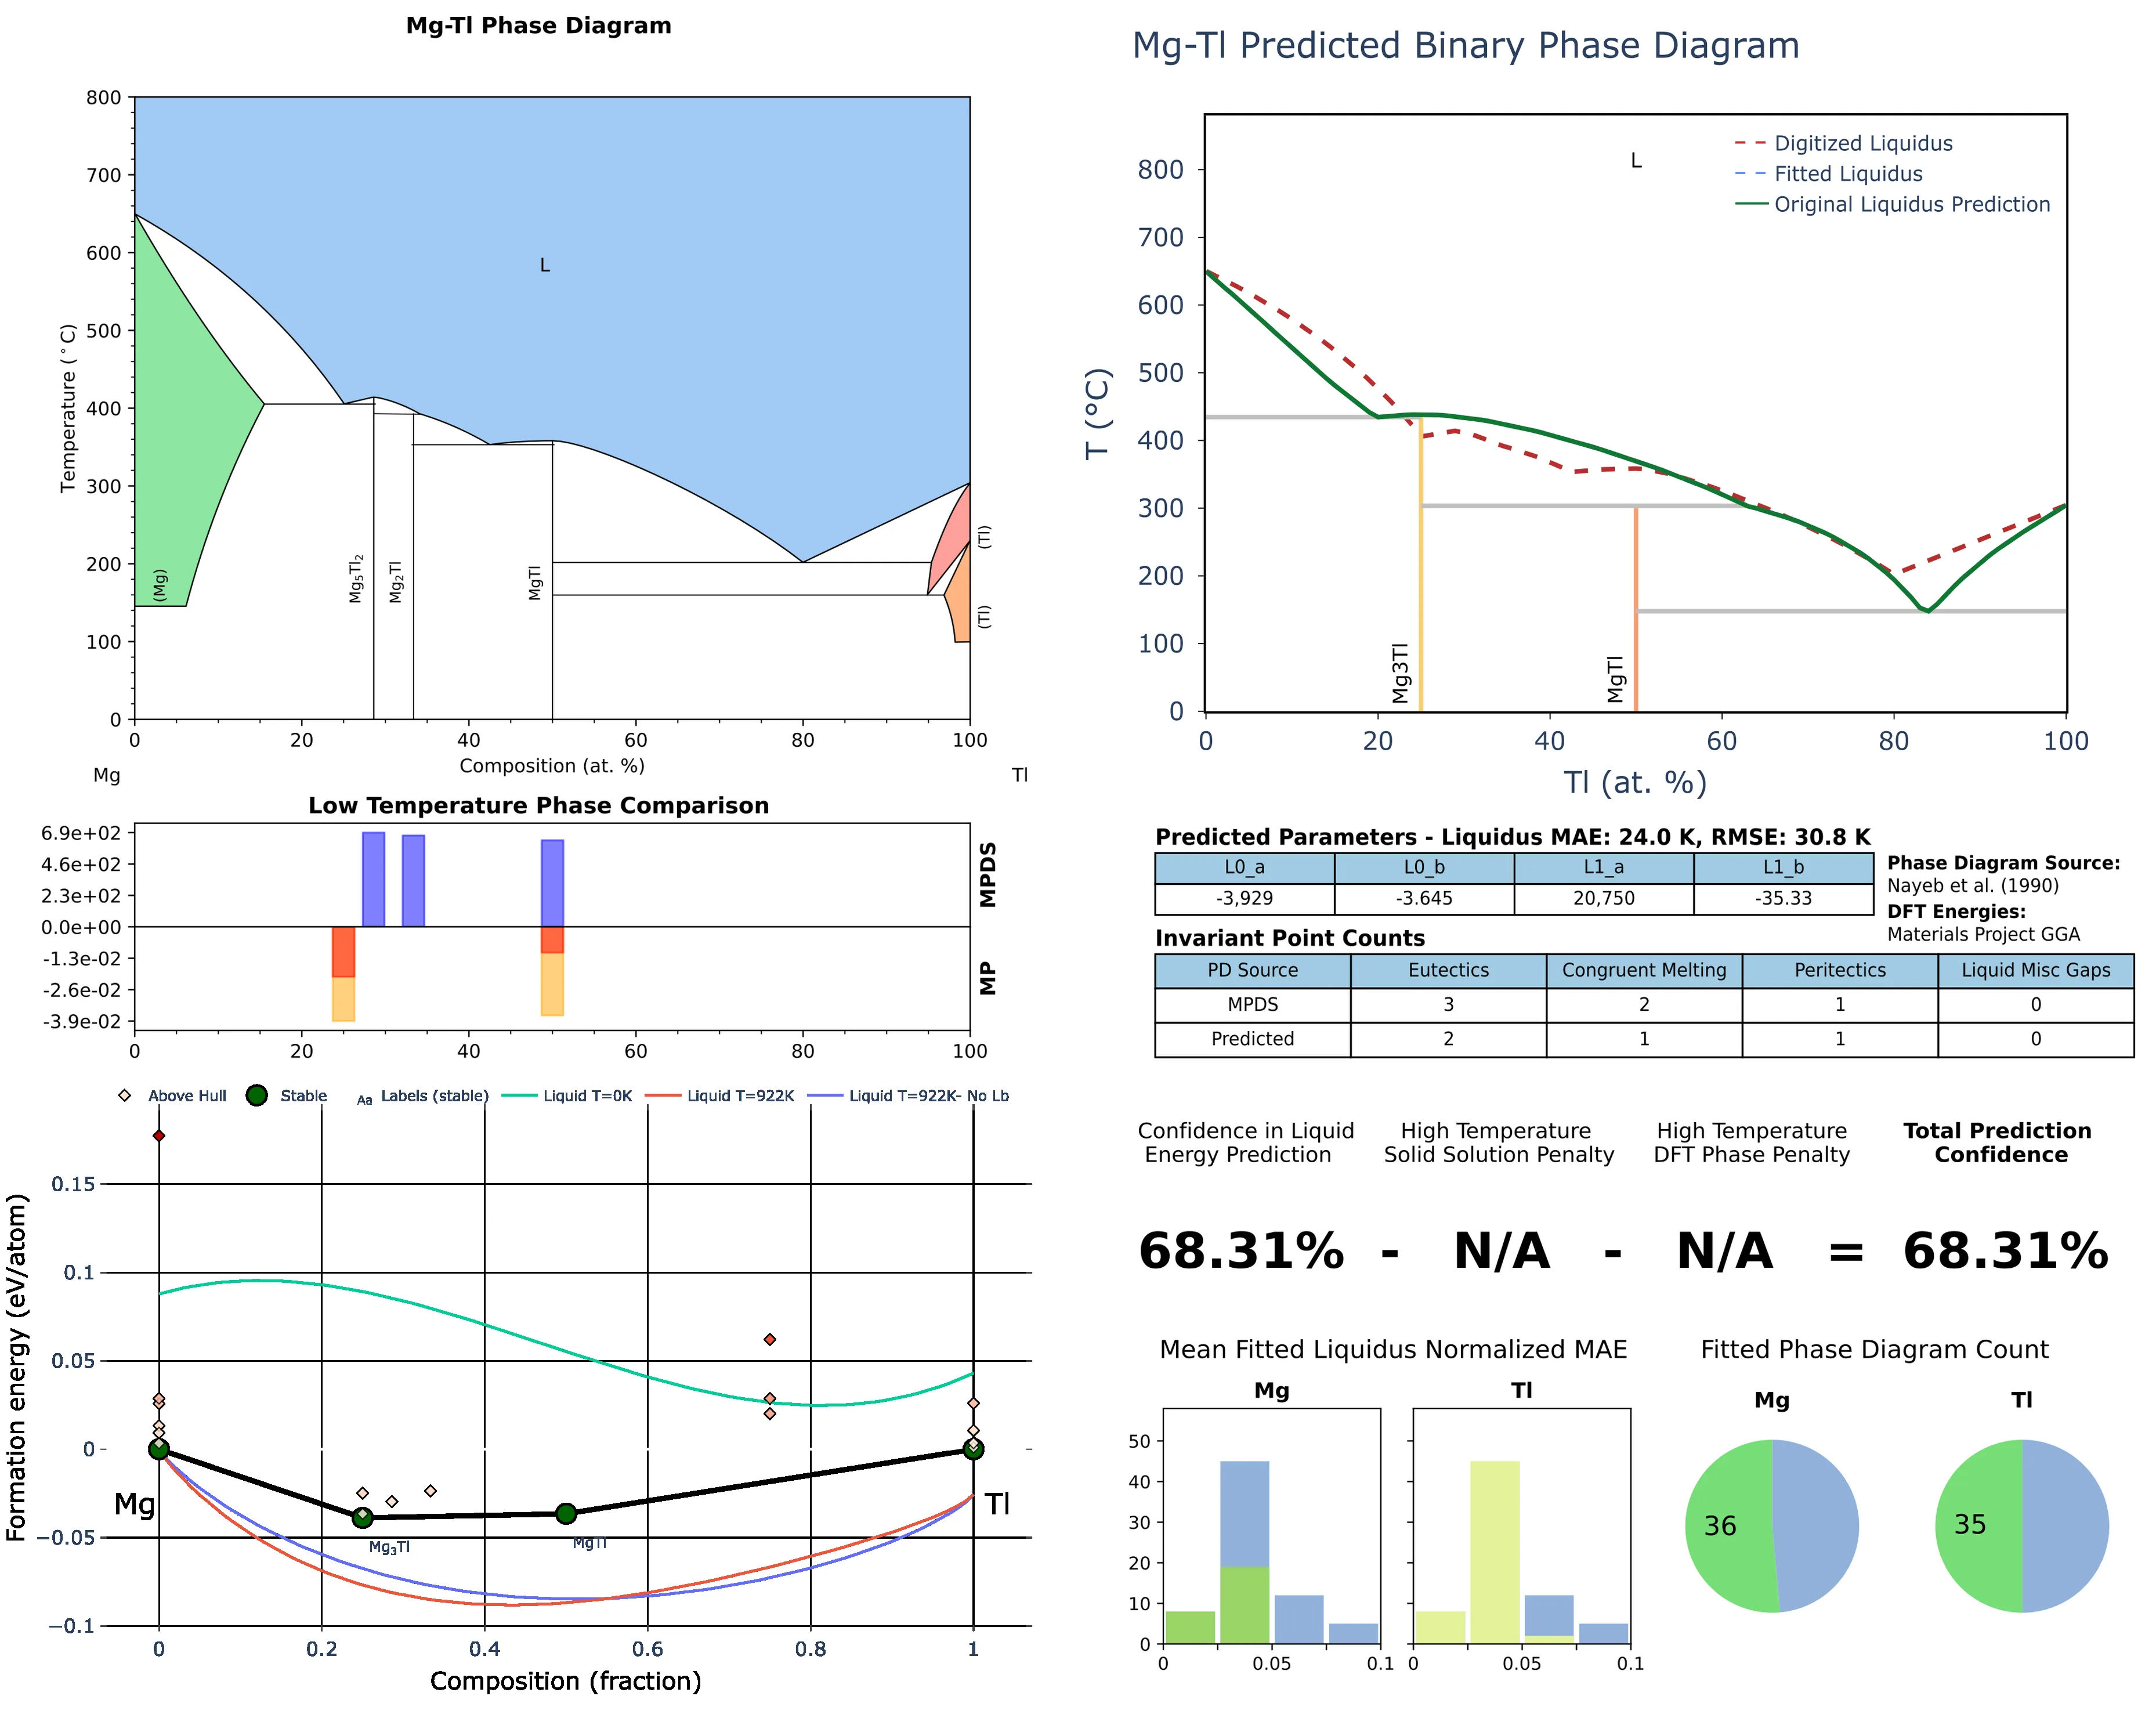 Mg-Tl Phase Diagram
800
700
600
500
400
300
200
100
0
Temperature (°C)
L
(Mg)
Mg5Tl2
Mg2Tl
MgTl
(Tl)
(Tl)
0 20 40 60 80 100
Composition (at. %)
Mg Tl
Mg-Tl Predicted Binary Phase Diagram
L
Digitized Liquidus
Fitted Liquidus
Original Liquidus Prediction
800
700
600
500
400
300
200
100
0
T (°C)
Mg3Tl
MgTl
0 20 40 60 80 100
Tl (at. %)
Low Temperature Phase Comparison
6.9e+02
4.6e+02
2.3e+02
0.0e+00
-1.3e-02
-2.6e-02
-3.9e-02
MPDS
MP
0 20 40 60 80 100
Predicted Parameters - Liquidus MAE: 24.0 K, RMSE: 30.8 K
L0_a L0_b L1_a L1_b
-3,929 -3.645 20,750 -35.33
Phase Diagram Source:
Nayeb et al. (1990)
DFT Energies:
Materials Project GGA
Invariant Point Counts
PD Source Eutectics Congruent Melting Peritectics Liquid Misc Gaps
MPDS 3 2 1 0
Predicted 2 1 1 0
Above Hull Stable Aa Labels (stable) Liquid T=0K Liquid T=922K Liquid T=922K- No Lb
0.15
0.1
0.05
0
−0.05
−0.1
Formation energy (eV/atom)
Mg
Tl
Mg3Tl
MgTl
0 0.2 0.4 0.6 0.8 1
Composition (fraction)
Confidence in Liquid
Energy Prediction
High Temperature
Solid Solution Penalty
High Temperature
DFT Phase Penalty
Total Prediction
Confidence
68.31% - N/A - N/A = 68.31%
Mean Fitted Liquidus Normalized MAE
Mg Tl
50
40
30
20
10
0
0 0.05 0.1
0 0.05 0.1
Fitted Phase Diagram Count
Mg Tl
36
35